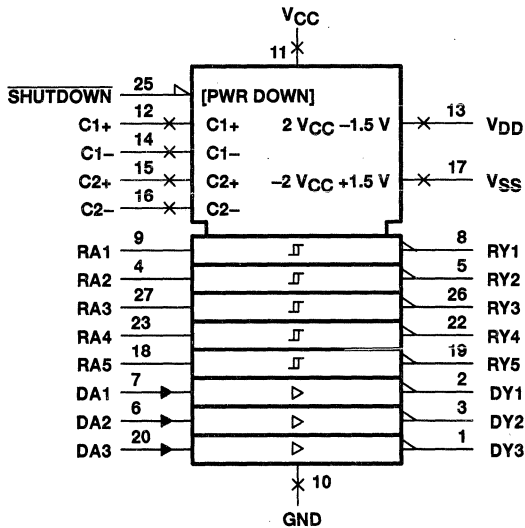 VCC
11
SHUTDOWN 25 [PWR DOWN]
C1+ 12 C1+ 2 VCC –1.5 V 13 VDD
C1– 14 C1–
C2+ 15 C2+ –2 VCC +1.5 V 17 VSS
C2– 16 C2–
RA1 9 8 RY1
RA2 4 5 RY2
RA3 27 26 RY3
RA4 23 22 RY4
RA5 18 19 RY5
DA1 7 2 DY1
DA2 6 3 DY2
DA3 20 1 DY3
10
GND